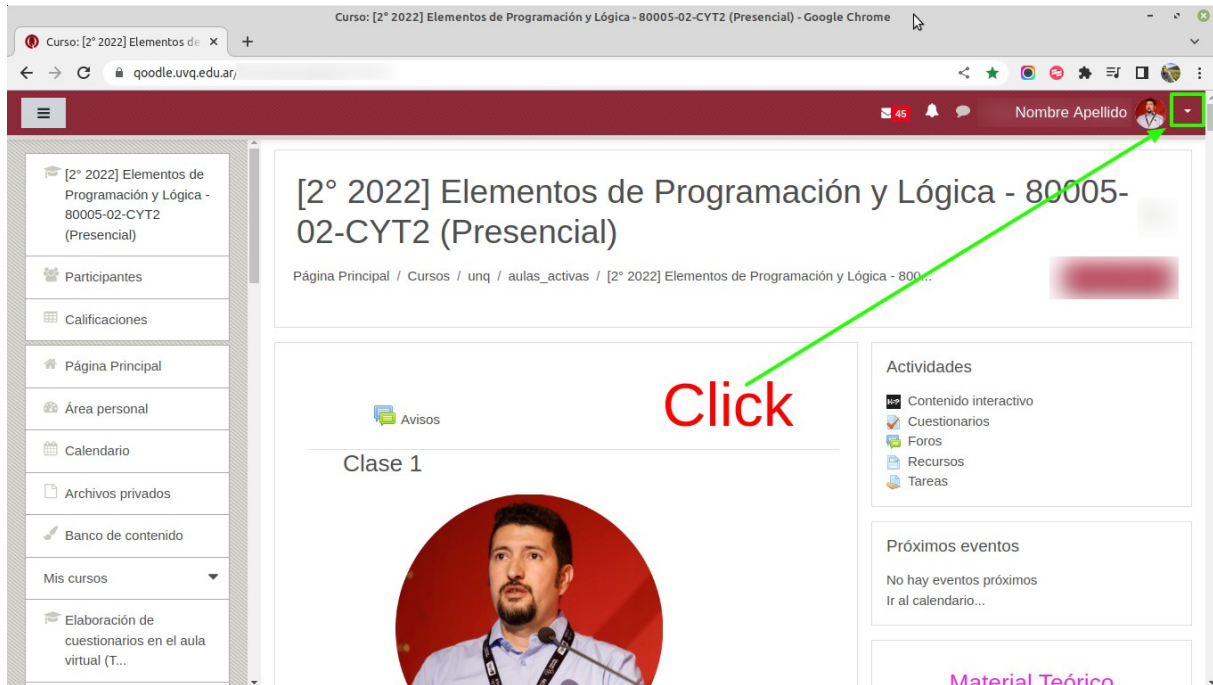 Curso: [2° 2022] Elementos de Programación y Lógica - 80005-02-CYT2 (Presencial) - Google Chrome
Curso: [2° 2022] Elementos de
qoodle.uvq.edu.ar/
45
Nombre Apellido
[2° 2022] Elementos de
Programación y Lógica -
80005-02-CYT2
(Presencial)
Participantes
Calificaciones
Página Principal
Área personal
Calendario
Archivos privados
Banco de contenido
Mis cursos
Elaboración de
cuestionarios en el aula
virtual (T...
[2° 2022] Elementos de Programación y Lógica - 80005-
02-CYT2 (Presencial)
Página Principal / Cursos / unq / aulas_activas / [2° 2022] Elementos de Programación y Lógica - 800...
Click
Avisos
Clase 1
Actividades
H-P Contenido interactivo
Cuestionarios
Foros
Recursos
Tareas
Próximos eventos
No hay eventos próximos
Ir al calendario...
Material Teórico